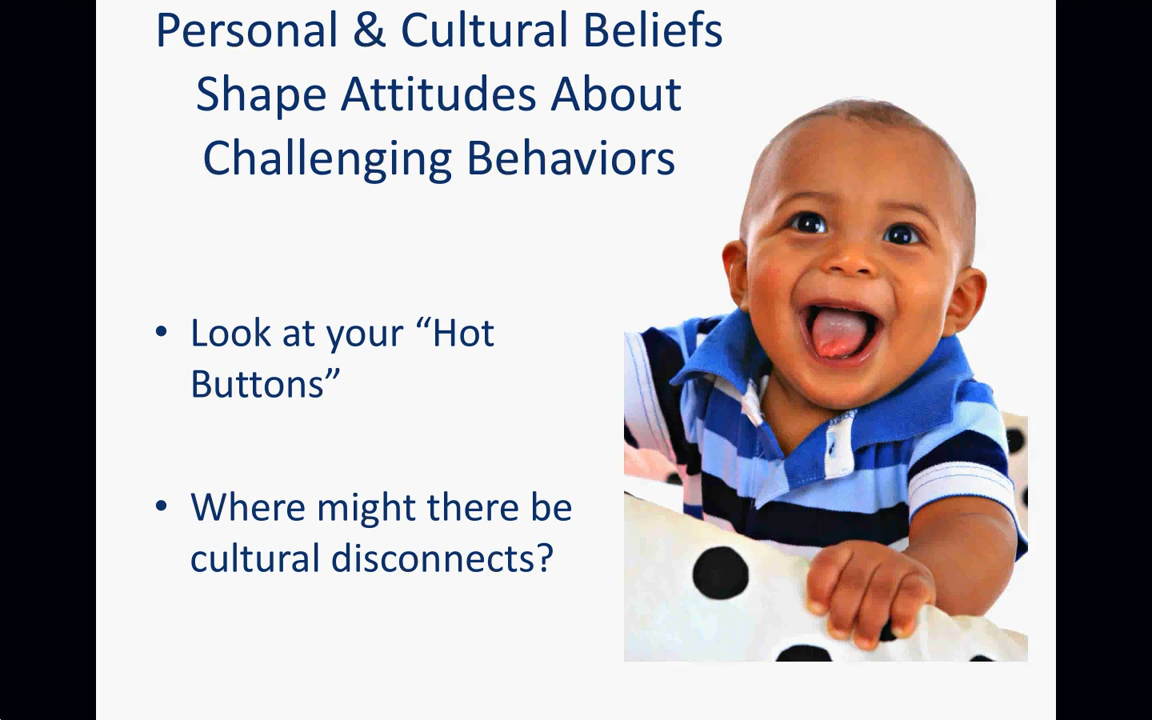 Personal & Cultural Beliefs
Shape Attitudes About
Challenging Behaviors
• Look at your “Hot
Buttons”
• Where might there be
cultural disconnects?